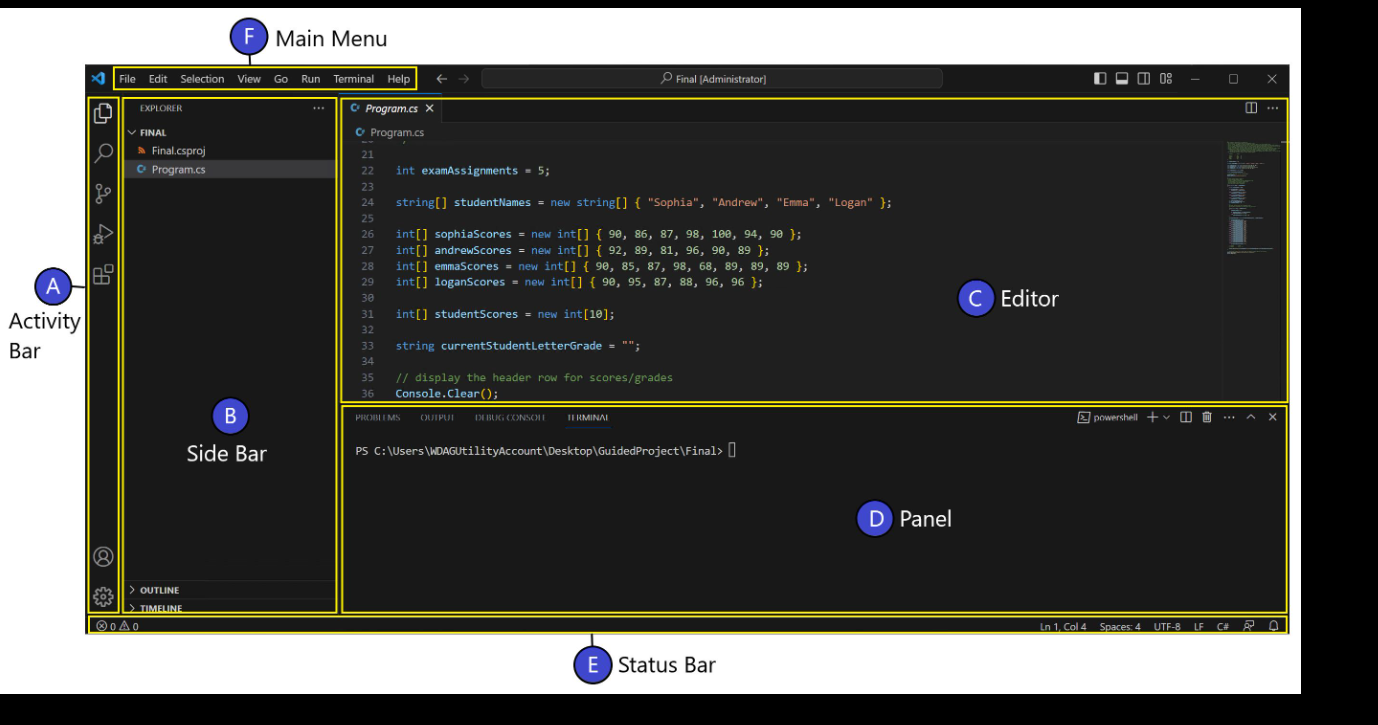 F Main Menu
File Edit Selection View Go Run Terminal Help
Final [Administrator]
EXPLORER ...
FINAL
Final.csproj
Program.cs
OUTLINE
TIMELINE
Program.cs
Program.cs
21
22 int examAssignments = 5;
23
24 string[] studentNames = new string[] { "Sophia", "Andrew", "Emma", "Logan" };
25
26 int[] sophiaScores = new int[] { 90, 86, 87, 98, 100, 94, 90 };
27 int[] andrewScores = new int[] { 92, 89, 81, 96, 90, 89 };
28 int[] emmaScores = new int[] { 90, 85, 87, 98, 68, 89, 89, 89 };
29 int[] loganScores = new int[] { 90, 95, 87, 88, 96, 96 };
30
31 int[] studentScores = new int[10];
32
33 string currentStudentLetterGrade = "";
34
35 // display the header row for scores/grades
36 Console.Clear();
A
Activity
Bar
B
Side Bar
C Editor
PROBLEMS OUTPUT DEBUG CONSOLE TERMINAL
powershell
PS C:\Users\WDAGUtilityAccount\Desktop\GuidedProject\Final>
D Panel
0 0
Ln 1, Col 4 Spaces: 4 UTF-8 LF C#
E Status Bar